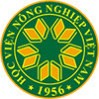 HỌC VIỆN NÔNG NGHIỆP VIỆT NAM
1956